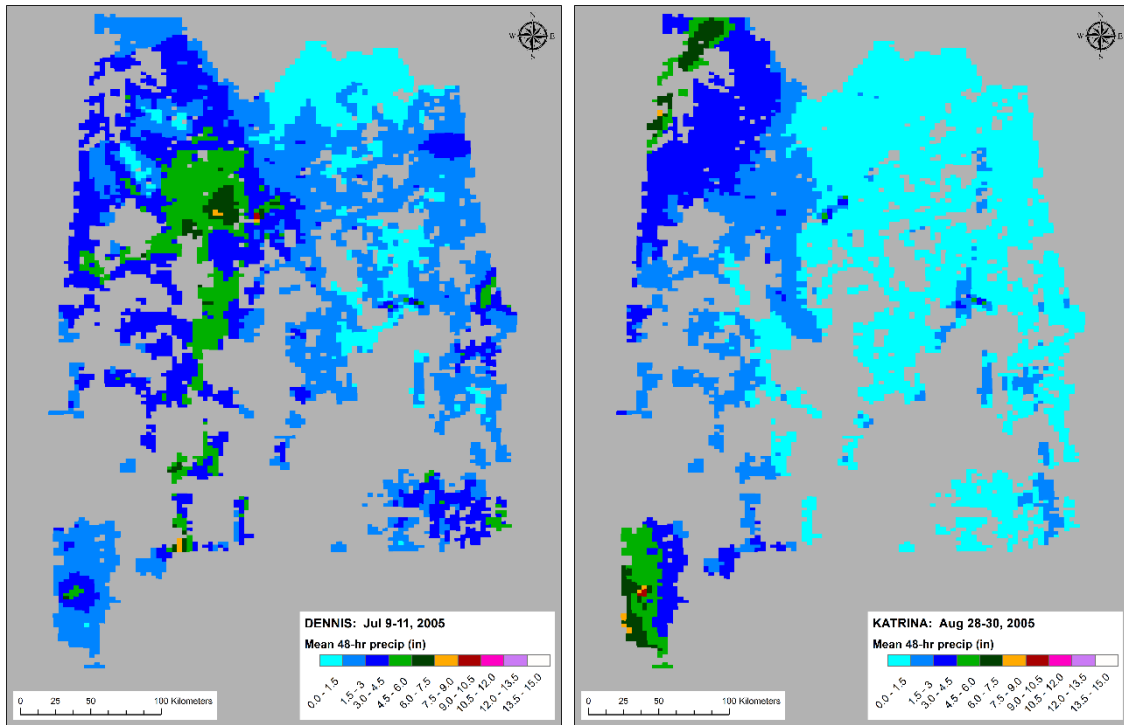 N
W E
S
DENNIS: Jul 9-11, 2005
Mean 48-hr precip (in)
0.0 - 1.5
1.5 - 3
3.0 - 4.5
4.5 - 6.0
6.0 - 7.5
7.5 - 9.0
9.0 - 10.5
10.5 - 12.0
12.0 - 13.5
13.5 - 15.0
0 25 50 100 Kilometers
N
W E
S
KATRINA: Aug 28-30, 2005
Mean 48-hr precip (in)
0.0 - 1.5
1.5 - 3
3.0 - 4.5
4.5 - 6.0
6.0 - 7.5
7.5 - 9.0
9.0 - 10.5
10.5 - 12.0
12.0 - 13.5
13.5 - 15.0
0 25 50 100 Kilometers